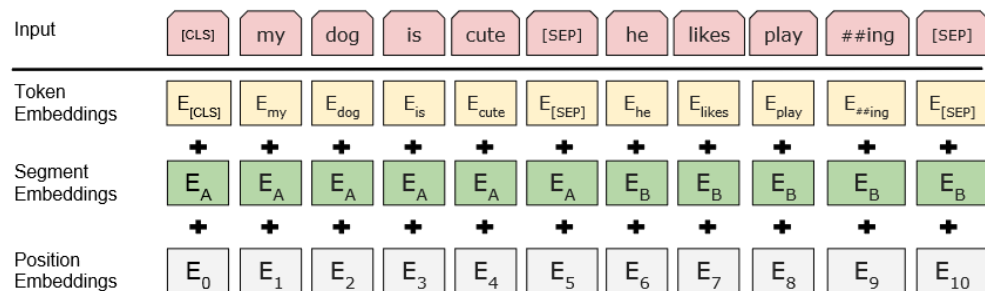 Input [CLS] my dog is cute [SEP] he likes play ##ing [SEP]
Token Embeddings E[CLS] Emy Edog Eis Ecute E[SEP] Ehe Elikes Eplay E##ing E[SEP]
+ + + + + + + + + + +
Segment Embeddings EA EA EA EA EA EA EB EB EB EB EB
+ + + + + + + + + + +
Position Embeddings E0 E1 E2 E3 E4 E5 E6 E7 E8 E9 E10